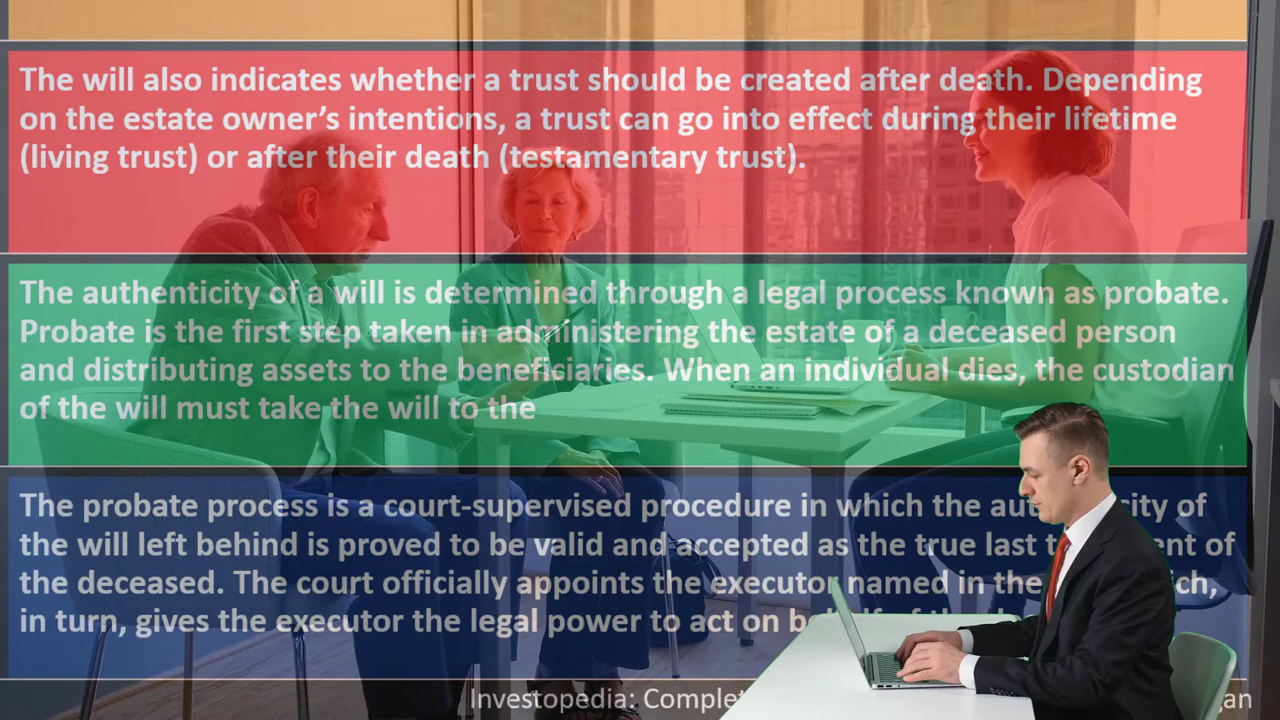 The will also indicates whether a trust should be created after death. Depending
on the estate owner’s intentions, a trust can go into effect during their lifetime
(living trust) or after their death (testamentary trust).
The authenticity of a will is determined through a legal process known as probate.
Probate is the first step taken in administering the estate of a deceased person
and distributing assets to the beneficiaries. When an individual dies, the custodian
of the will must take the will to the
The probate process is a court-supervised procedure in which the of
the will left behind is proved to be valid and accepted as the true last of
the deceased. The court officially appoints the executor named in the
in turn, gives the executor the legal power to act on
Investopedia: